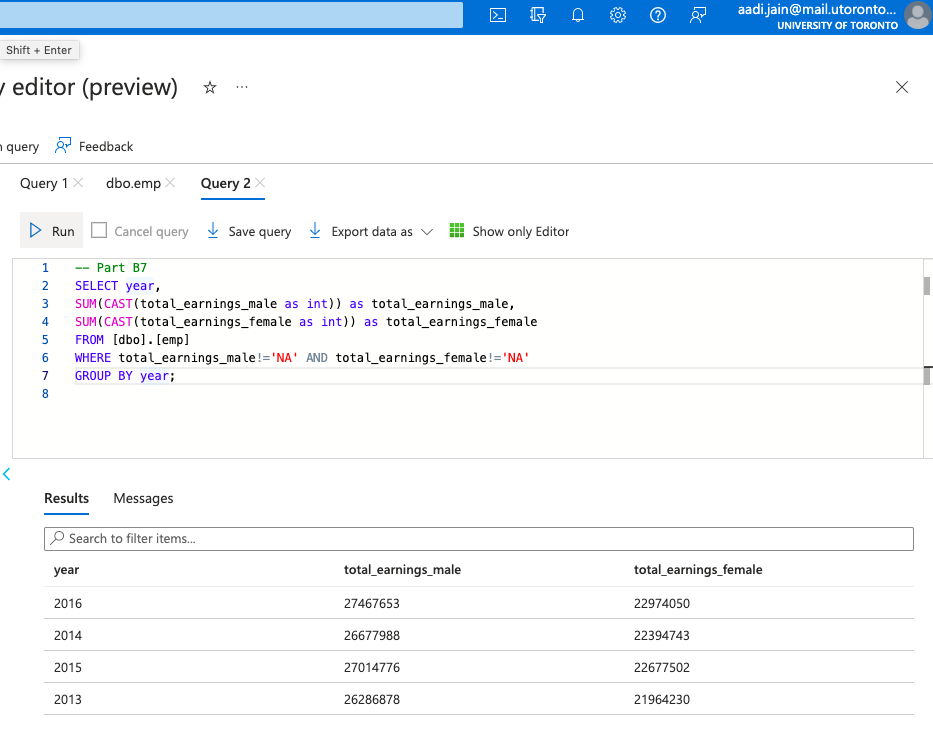 aadi.jain@mail.utoronto...
UNIVERSITY OF TORONTO
Shift + Enter
y editor (preview) ☆ ...
n query Feedback
Query 1 dbo.emp Query 2
Run Cancel query Save query Export data as Show only Editor
1 -- Part B7
2 SELECT year,
3 SUM(CAST(total_earnings_male as int)) as total_earnings_male,
4 SUM(CAST(total_earnings_female as int)) as total_earnings_female
5 FROM [dbo].[emp]
6 WHERE total_earnings_male!='NA' AND total_earnings_female!='NA'
7 GROUP BY year;
8
Results Messages
Search to filter items...
year total_earnings_male total_earnings_female
2016 27467653 22974050
2014 26677988 22394743
2015 27014776 22677502
2013 26286878 21964230